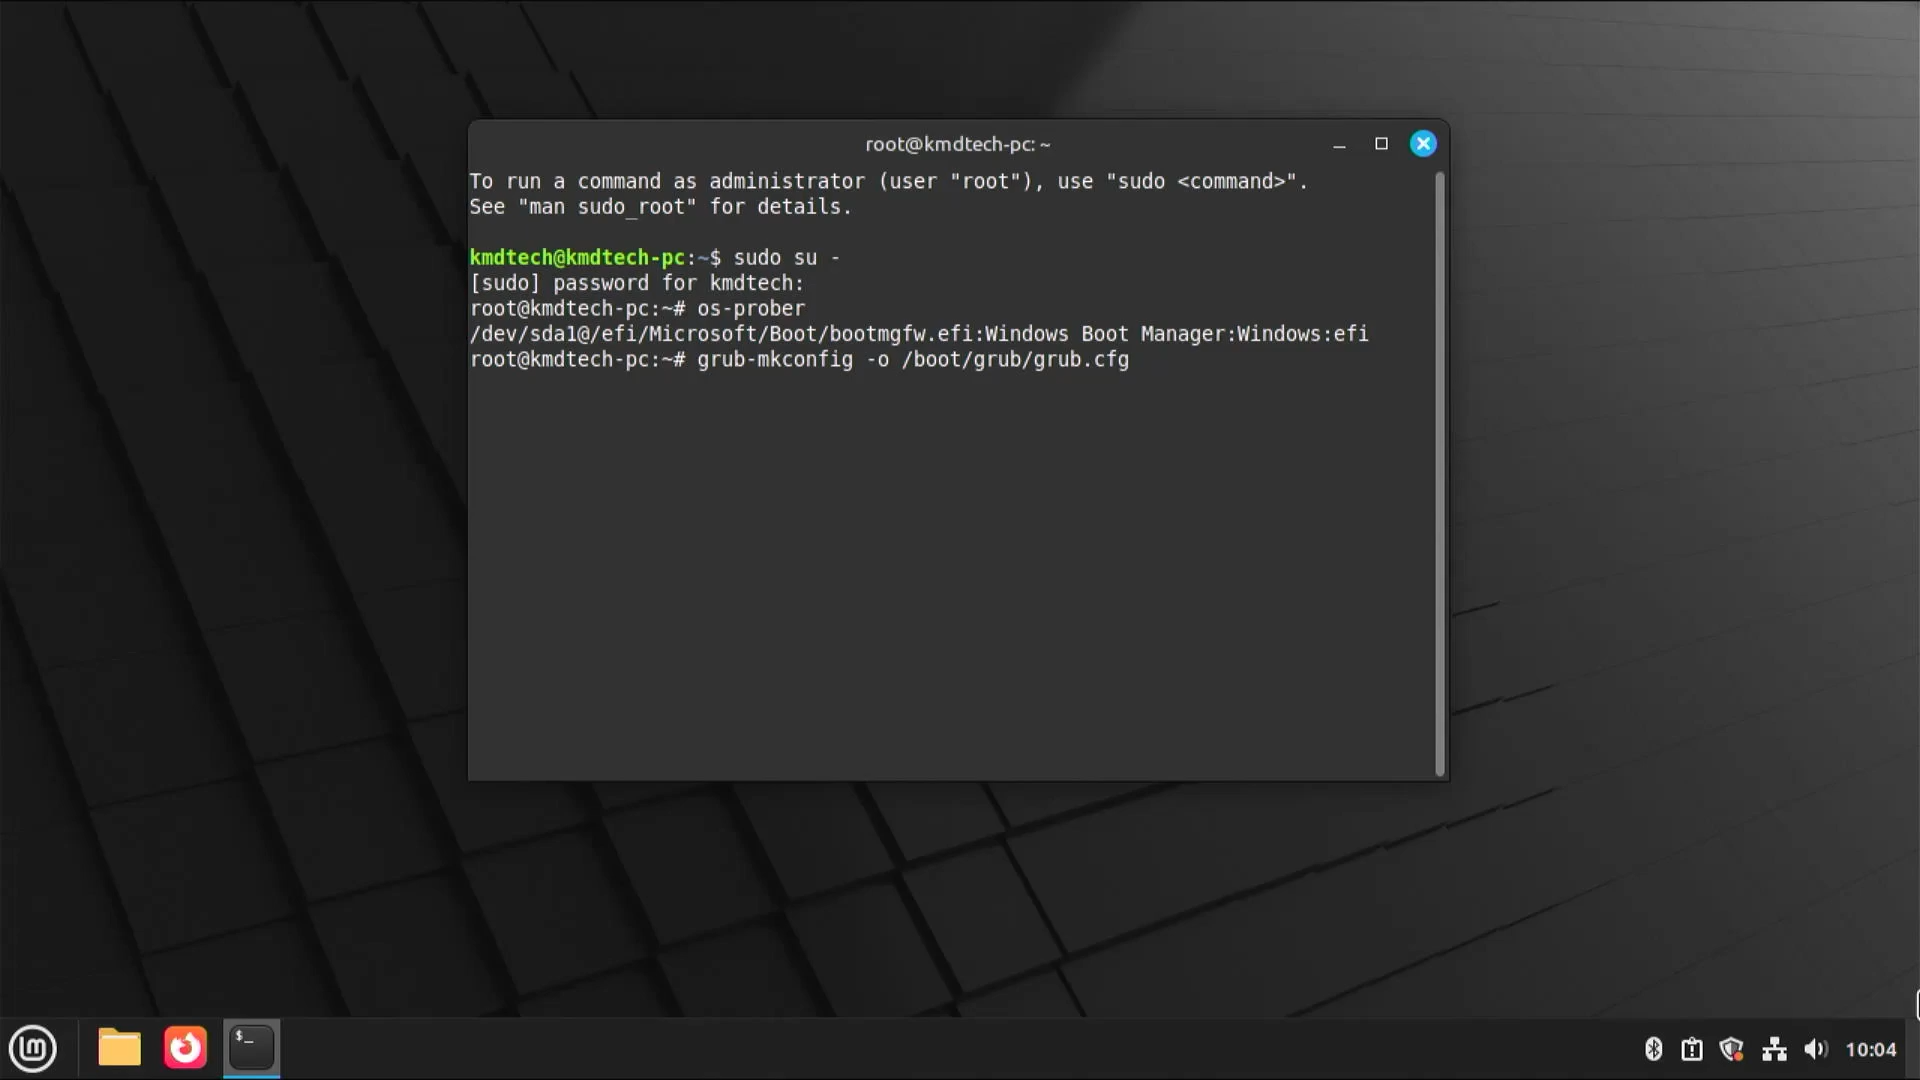 root@kmdtech-pc: ~
To run a command as administrator (user "root"), use "sudo <command>".
See "man sudo_root" for details.
kmdtech@kmdtech-pc:~$ sudo su -
[sudo] password for kmdtech:
root@kmdtech-pc:~# os-prober
/dev/sda1@/efi/Microsoft/Boot/bootmgfw.efi:Windows Boot Manager:Windows:efi
root@kmdtech-pc:~# grub-mkconfig -o /boot/grub/grub.cfg
$_
10:04